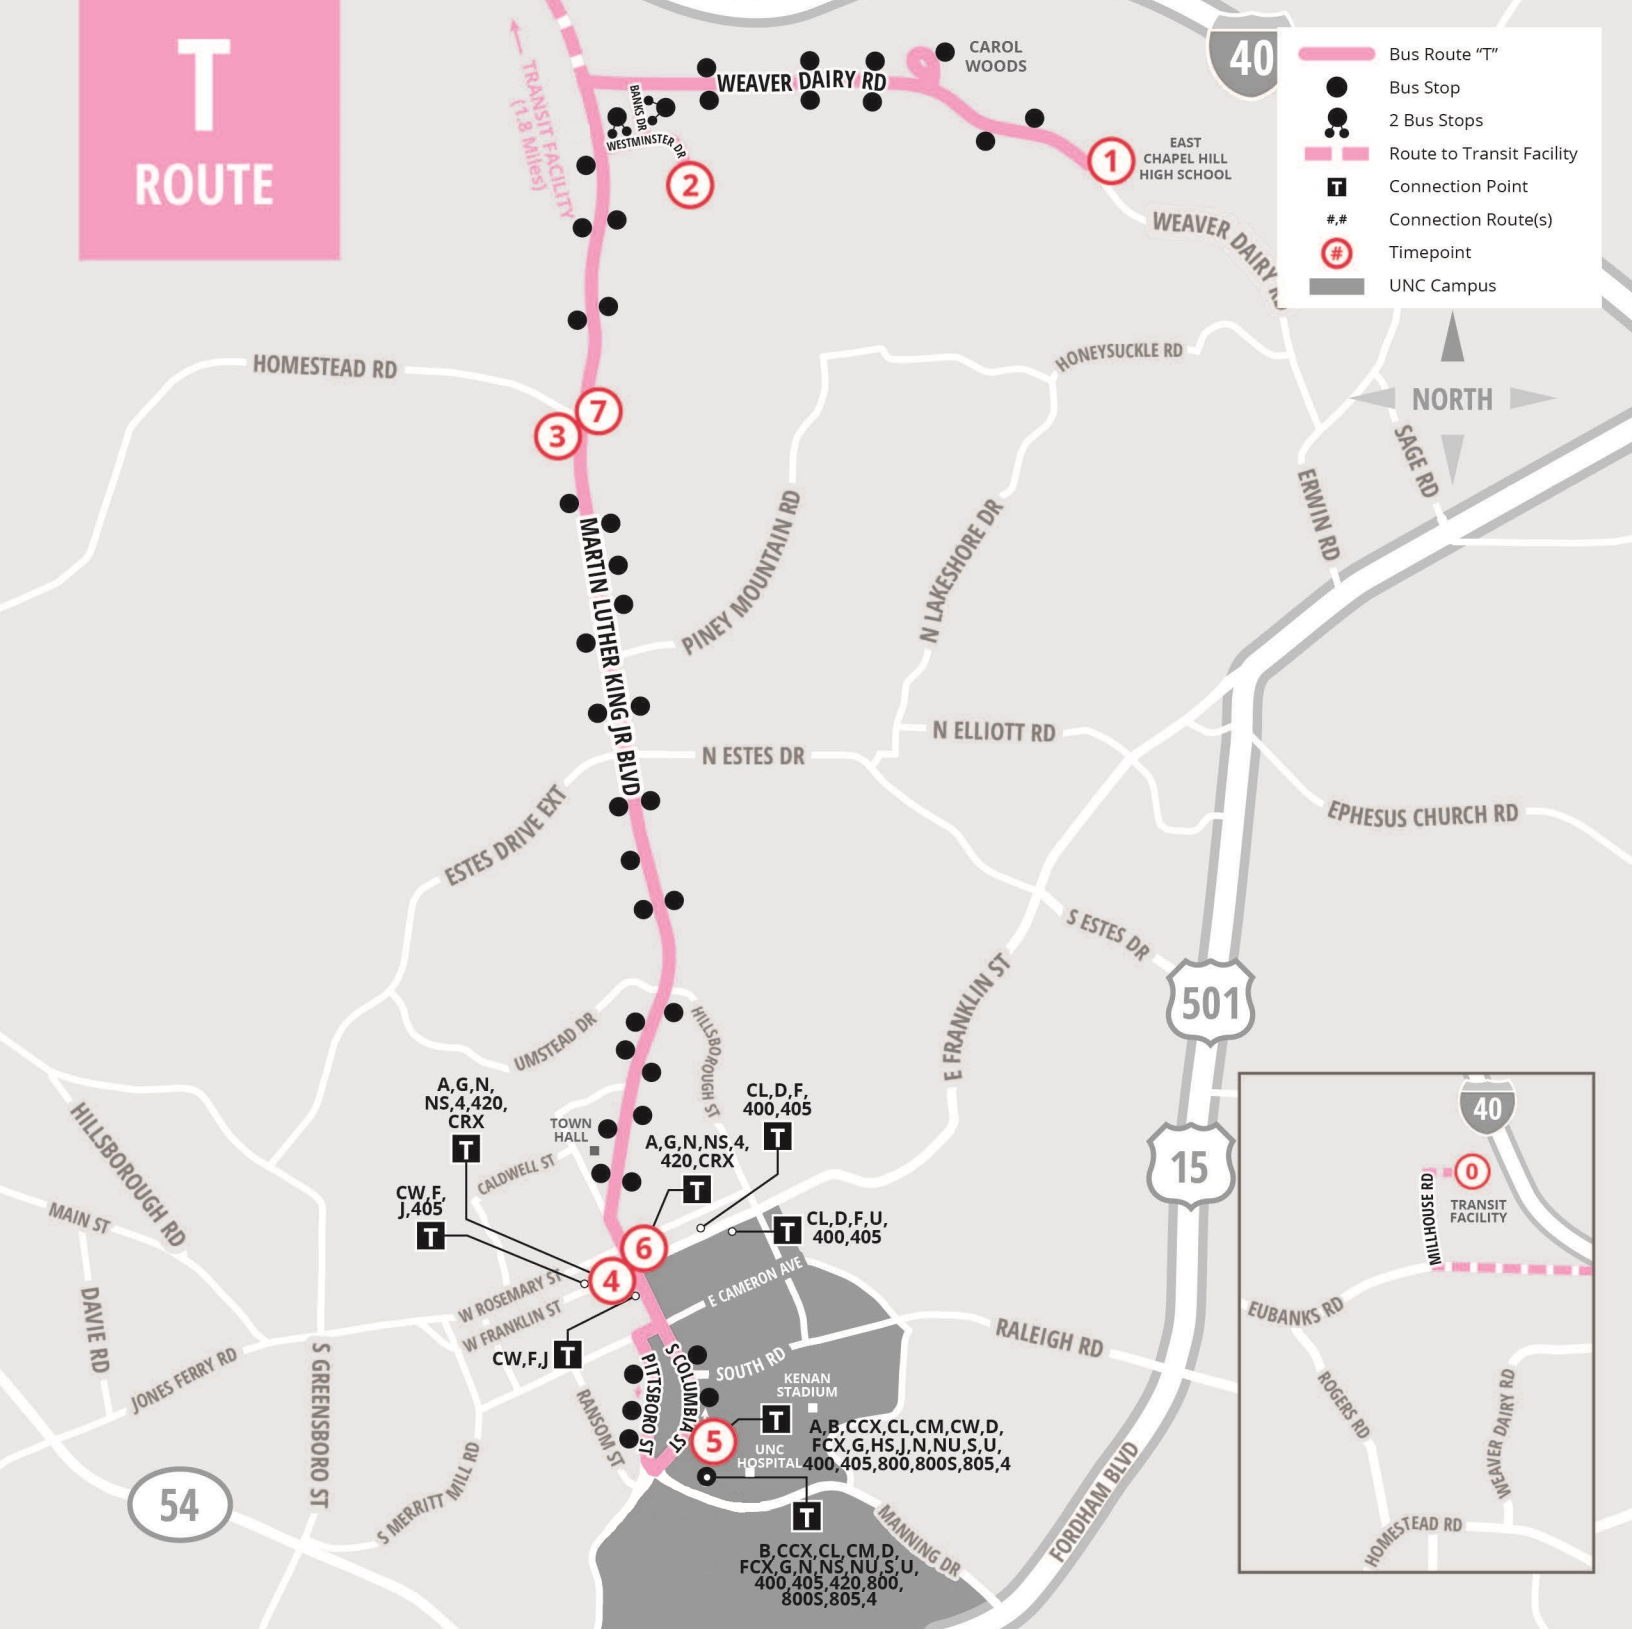 T
ROUTE
TRANSIT FACILITY
(1.8 Miles)
WEAVER DAIRY RD
CAROL
WOODS
BANKS DR
WESTMINSTER DR
2
1
EAST
CHAPEL HILL
HIGH SCHOOL
WEAVER DAIRY RD
40
Bus Route “T”
Bus Stop
2 Bus Stops
Route to Transit Facility
T
Connection Point
#,#
Connection Route(s)
#
Timepoint
UNC Campus
NORTH
HOMESTEAD RD
7
3
HONEYSUCKLE RD
SAGE RD
ERWIN RD
MARTIN LUTHER KING JR BLVD
PINEY MOUNTAIN RD
N LAKESHORE DR
N ELLIOTT RD
N ESTES DR
EPHESUS CHURCH RD
ESTES DRIVE EXT
S ESTES DR
E FRANKLIN ST
501
15
UMSTEAD DR
HILLSBOROUGH ST
HILLSBOROUGH RD
MAIN ST
DAVIE RD
JONES FERRY RD
S GREENSBORO ST
54
S MERRITT MILL RD
A,G,N,
NS,4,420,
CRX
T
CW,F,
J,405
T
TOWN
HALL
CALDWELL ST
A,G,N,NS,4,
420,CRX
T
CL,D,F,
400,405
T
T
CL,D,F,U,
400,405
6
4
W ROSEMARY ST
W FRANKLIN ST
E CAMERON AVE
CW,F,J
T
RANSOM ST
PITTSBORO ST
S COLUMBIA ST
SOUTH RD
RALEIGH RD
KENAN
STADIUM
5
T
A,B,CCX,CL,CM,CW,D,
FCX,G,HS,J,N,NU,S,U,
400,405,800,800S,805,4
UNC
HOSPITAL
T
B,CCX,CL,CM,D,
FCX,G,N,NS,NU,S,U,
400,405,420,800,
800S,805,4
MANNING DR
FORDHAM BLVD
40
0
TRANSIT
FACILITY
MILLHOUSE RD
EUBANKS RD
ROGERS RD
WEAVER DAIRY RD
HOMESTEAD RD